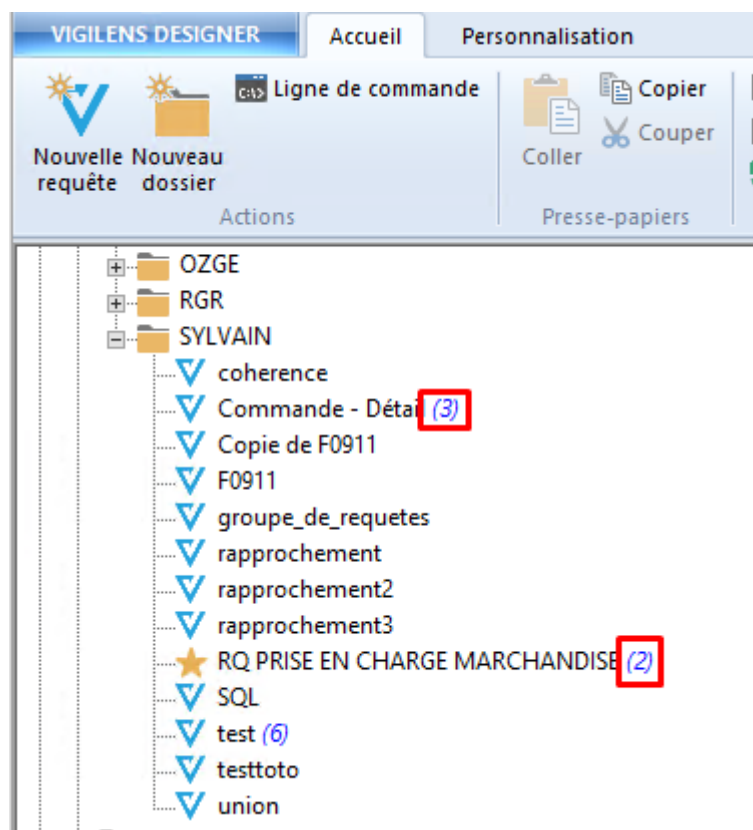 VIGILENS DESIGNER Accueil Personnalisation
Nouvelle requête
Nouveau dossier
C:\> Ligne de commande
Actions
Coller
Copier
Couper
Presse-papiers
OZGE
RGR
SYLVAIN
coherence
Commande - Détail (3)
Copie de F0911
F0911
groupe_de_requetes
rapprochement
rapprochement2
rapprochement3
RQ PRISE EN CHARGE MARCHANDISE (2)
SQL
test (6)
testtoto
union